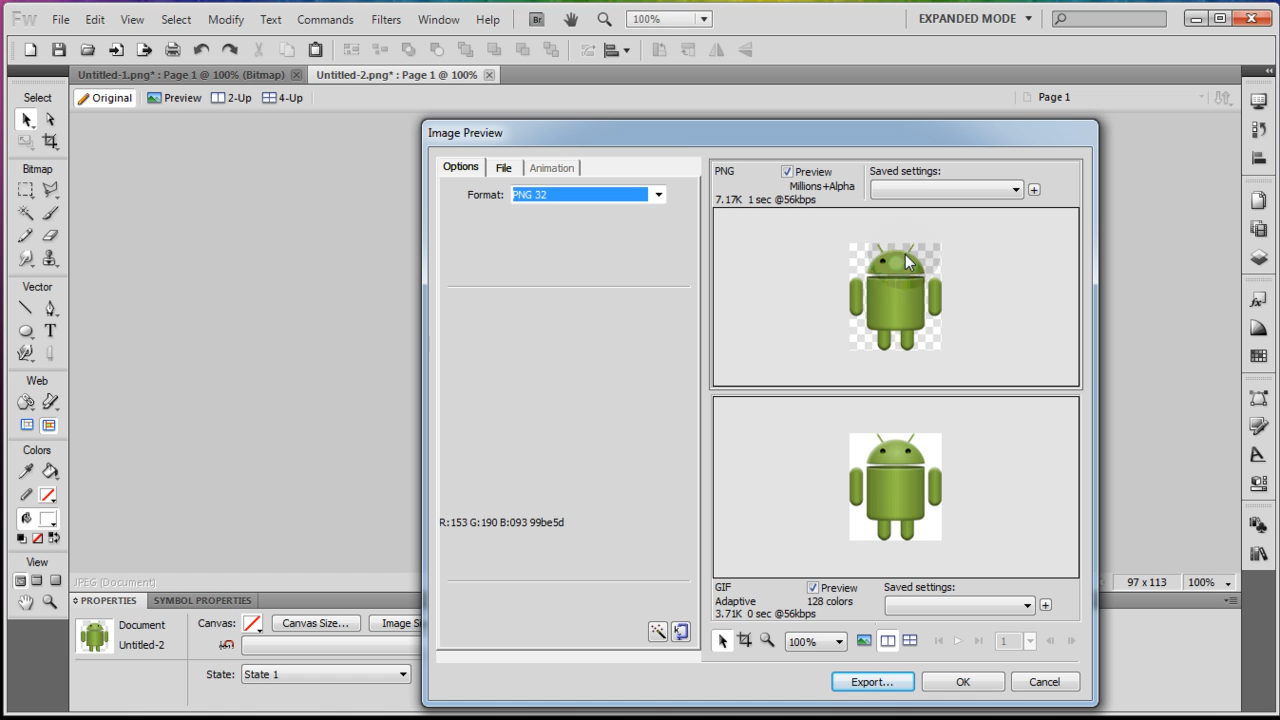 Fw File Edit View Select Modify Text Commands Filters Window Help Br 100% EXPANDED MODE
Untitled-1.png* : Page 1 @ 100% (Bitmap) Untitled-2.png* : Page 1 @ 100%
Original Preview 2-Up 4-Up Page 1
Select
Bitmap
Vector
Web
Colors
View
Image Preview
Options File Animation
Format: PNG 32
R:153 G:190 B:093 99be5d
PNG Preview Saved settings:
Millions+Alpha
7.17K 1 sec @56kbps
GIF Preview Saved settings:
Adaptive 128 colors
3.71K 0 sec @56kbps
100% 1
Export... OK Cancel
JPEG (Document) 97 x 113 100%
PROPERTIES SYMBOL PROPERTIES
Document Canvas: Canvas Size... Image Si
Untitled-2
State: State 1